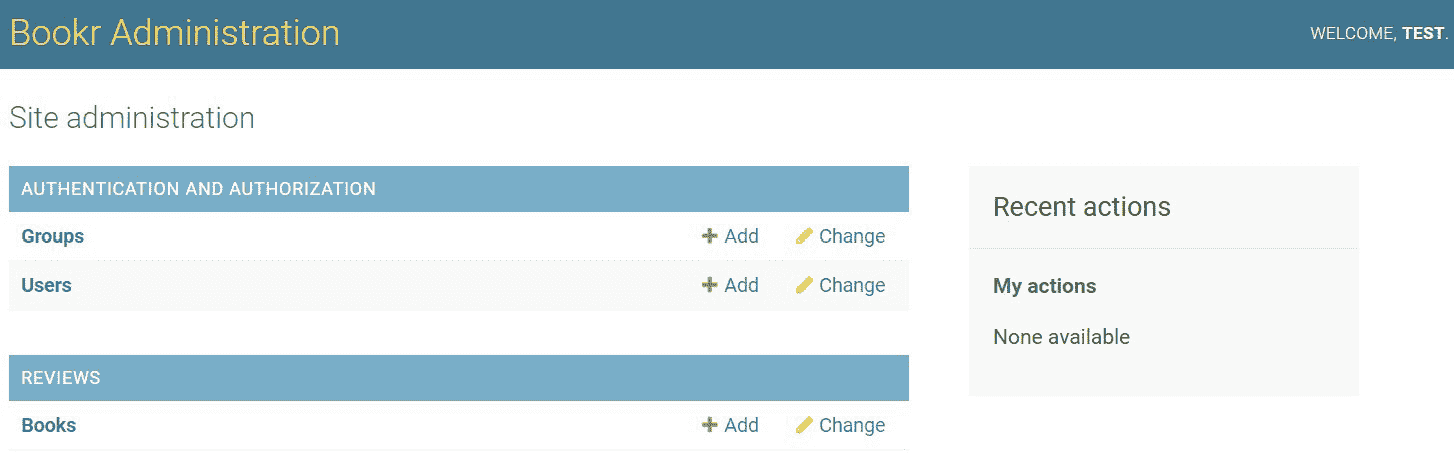 Bookr Administration
WELCOME, TEST.
Site administration
AUTHENTICATION AND AUTHORIZATION
Groups Add Change
Users Add Change
REVIEWS
Books Add Change
Recent actions
My actions
None available